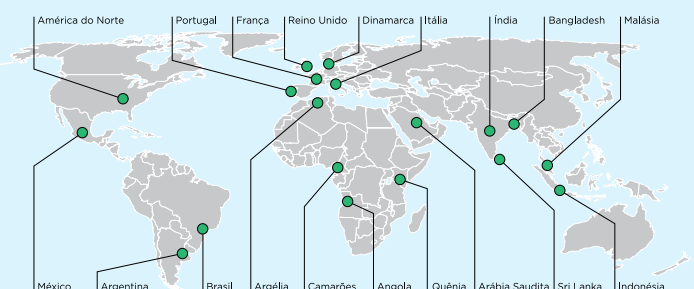 América do Norte
Portugal
França
Reino Unido
Dinamarca
Itália
Índia
Bangladesh
Malásia
México
Argentina
Brasil
Argélia
Camarões
Angola
Quênia
Arábia Saudita
Sri Lanka
Indonésia